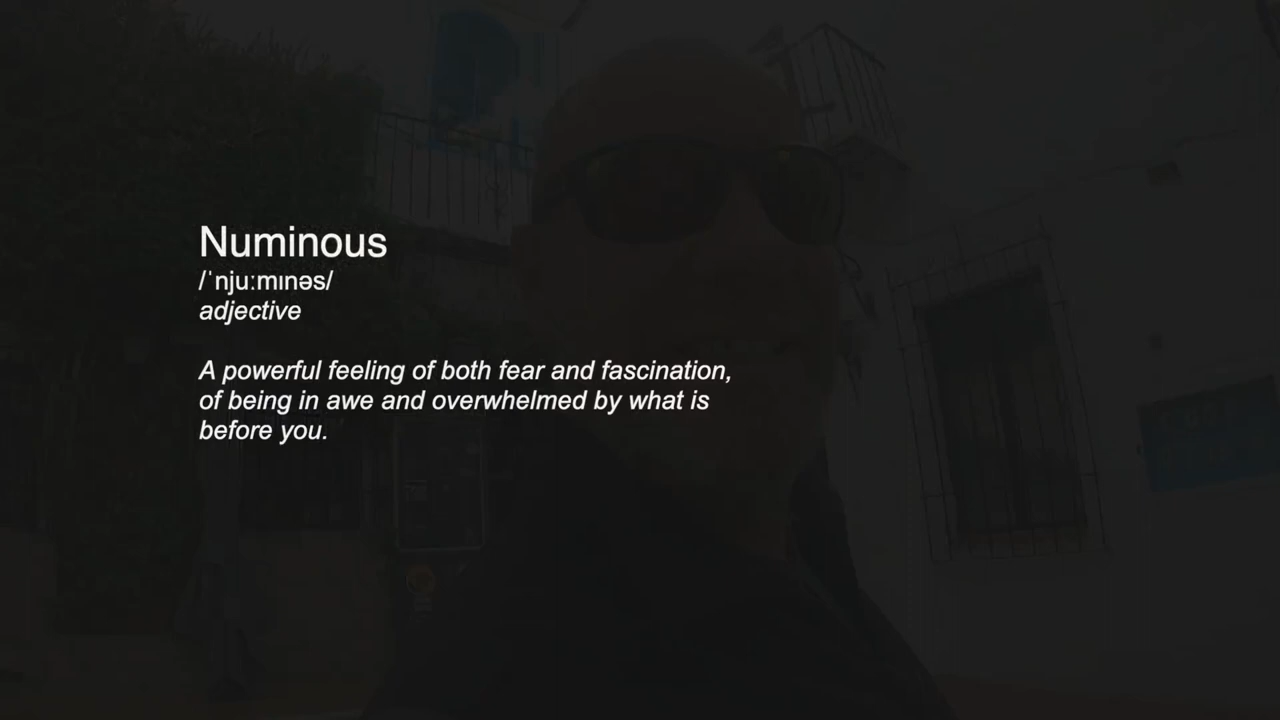 Numinous
/ˈnjuːmɪnəs/
adjective
A powerful feeling of both fear and fascination,
of being in awe and overwhelmed by what is
before you.